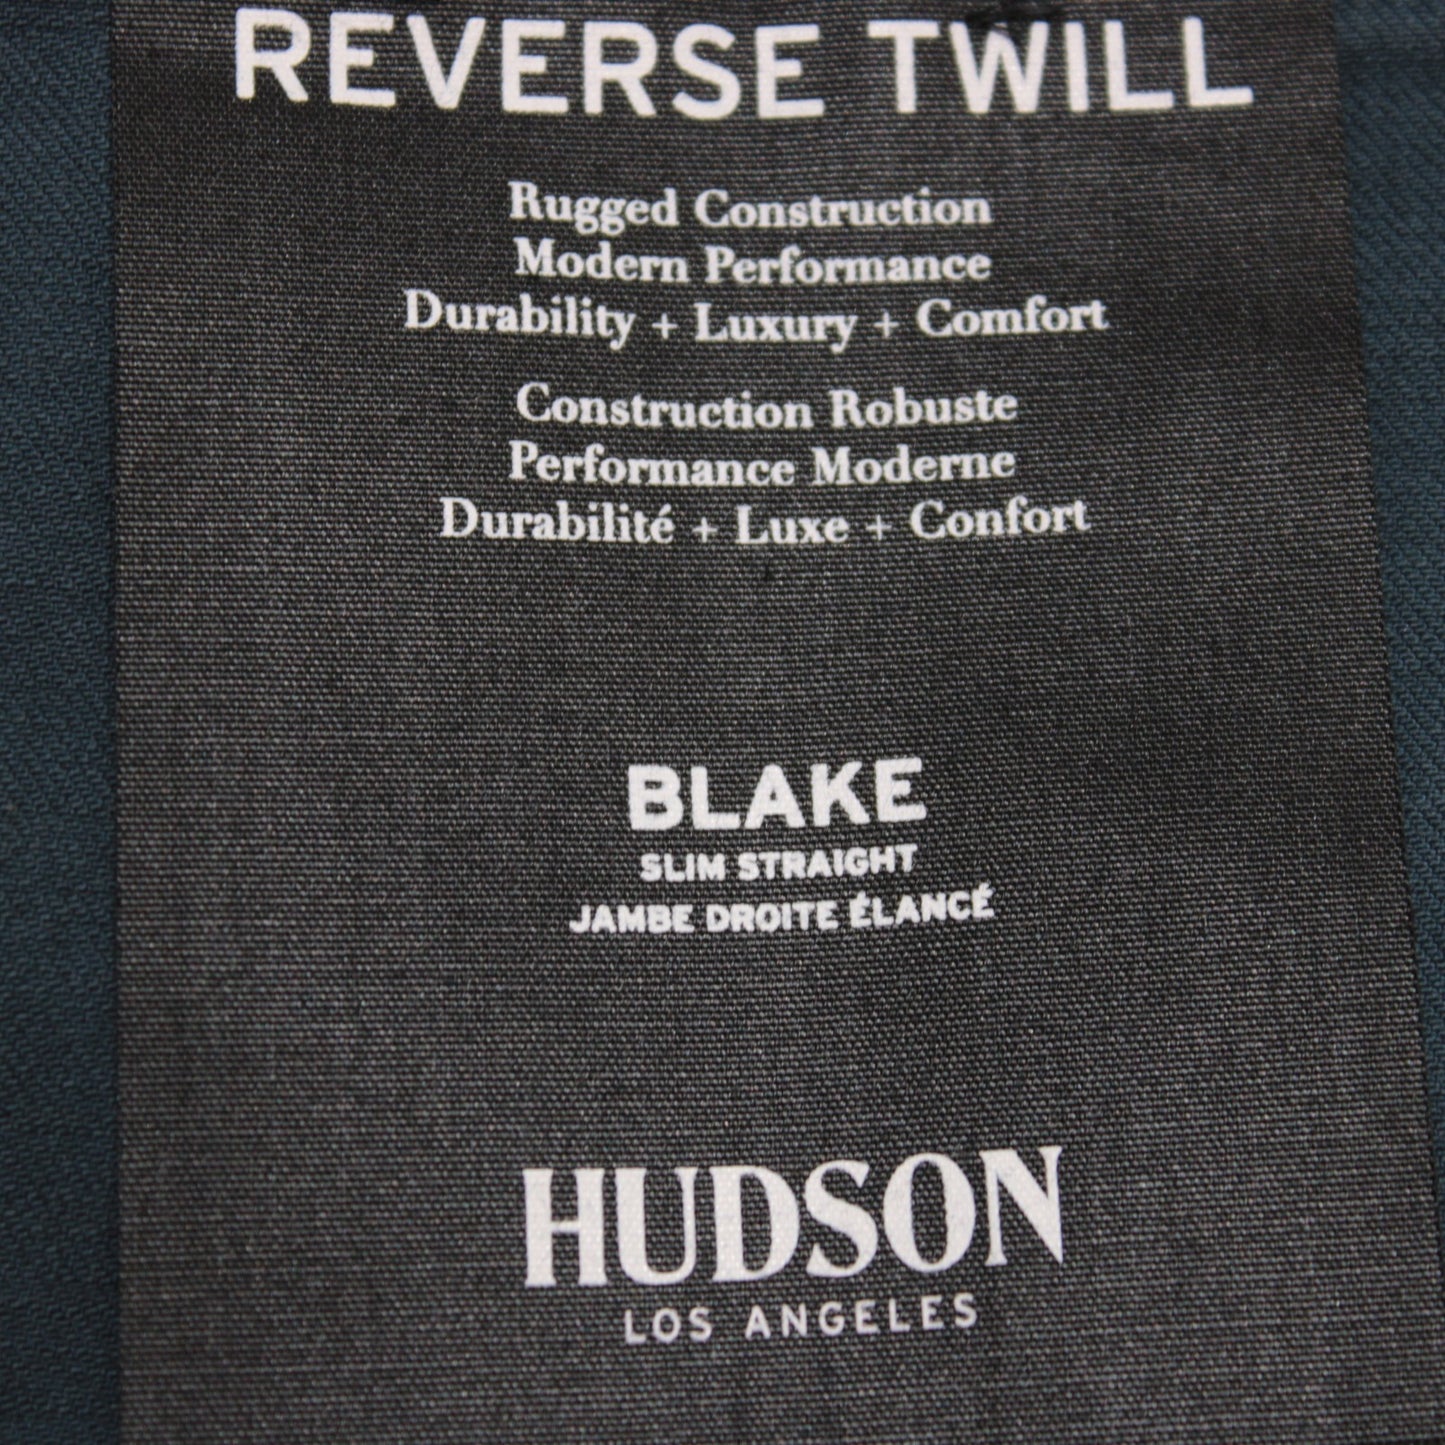 REVERSE TWILL
Rugged Construction
Modern Performance
Durability + Luxury + Comfort
Construction Robuste
Performance Moderne
Durabilité + Luxe + Confort
BLAKE
SLIM STRAIGHT
JAMBE DROITE ÉLANCÉ
HUDSON
LOS ANGELES